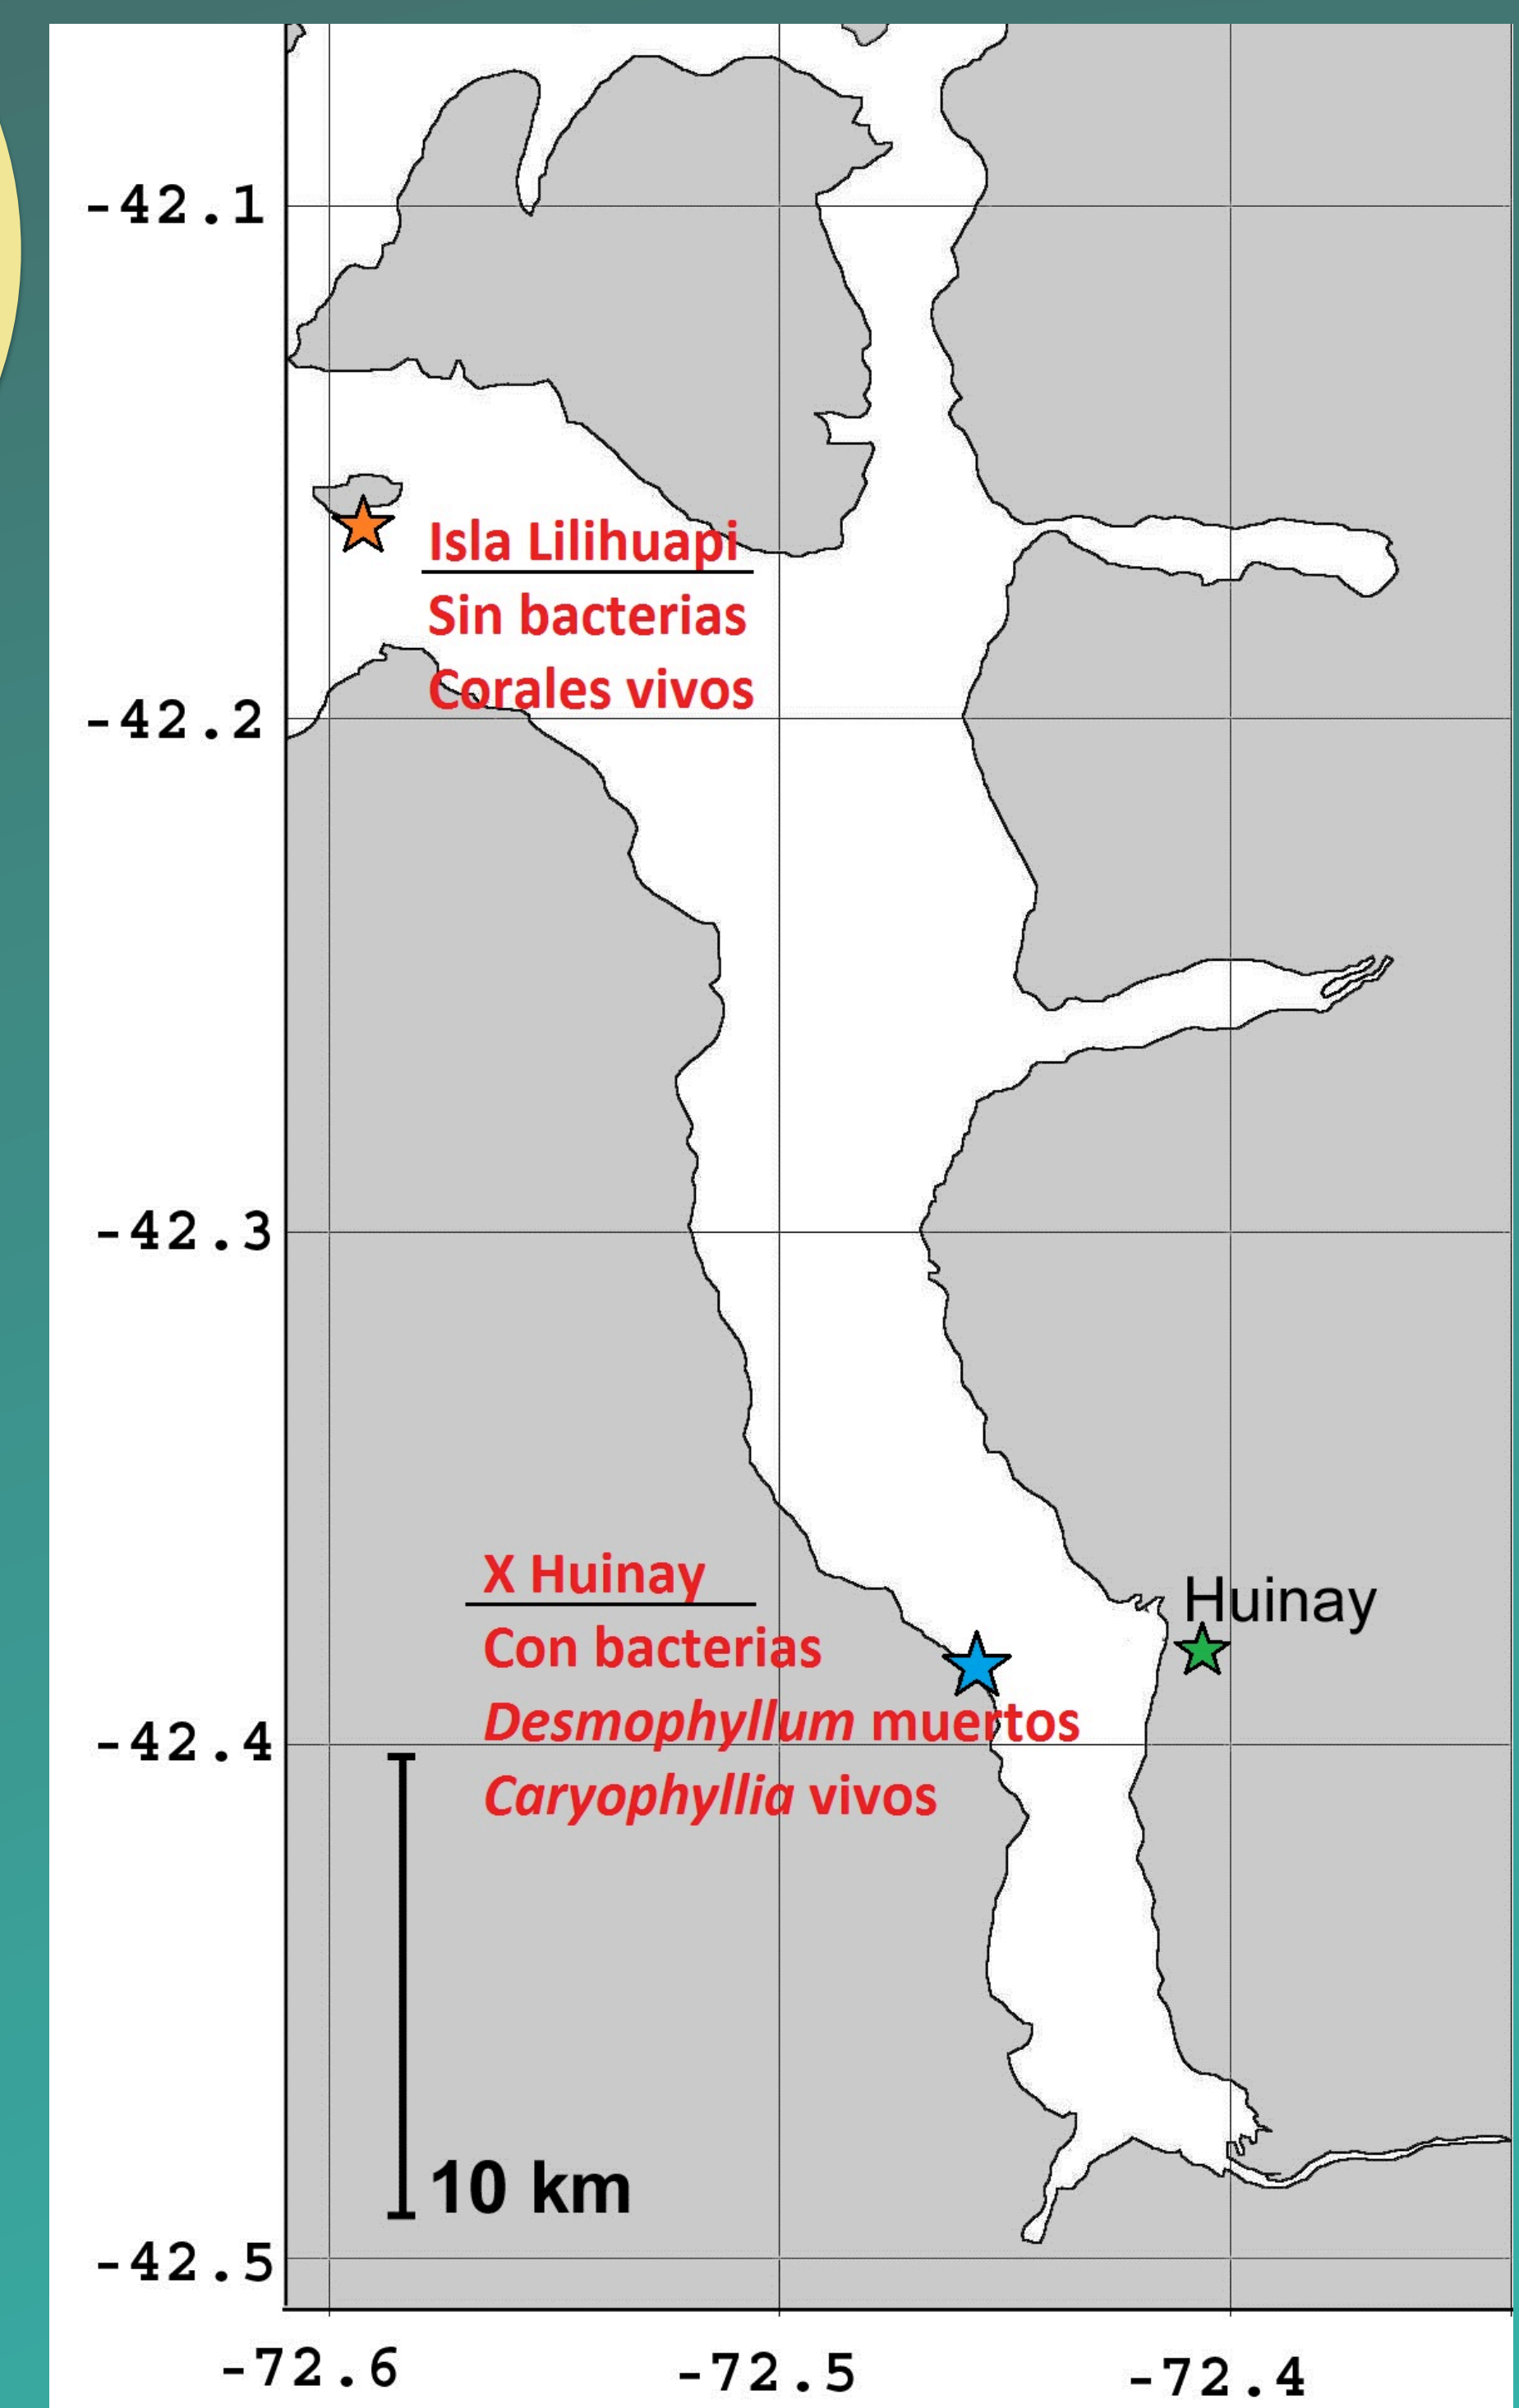 -42.1
Isla Lilihuapi
Sin bacterias
Corales vivos
-42.2
-42.3
X Huinay
Con bacterias
Desmophyllum muertos
Caryophyllia vivos
Huinay
-42.4
10 km
-42.5
-72.6 -72.5 -72.4